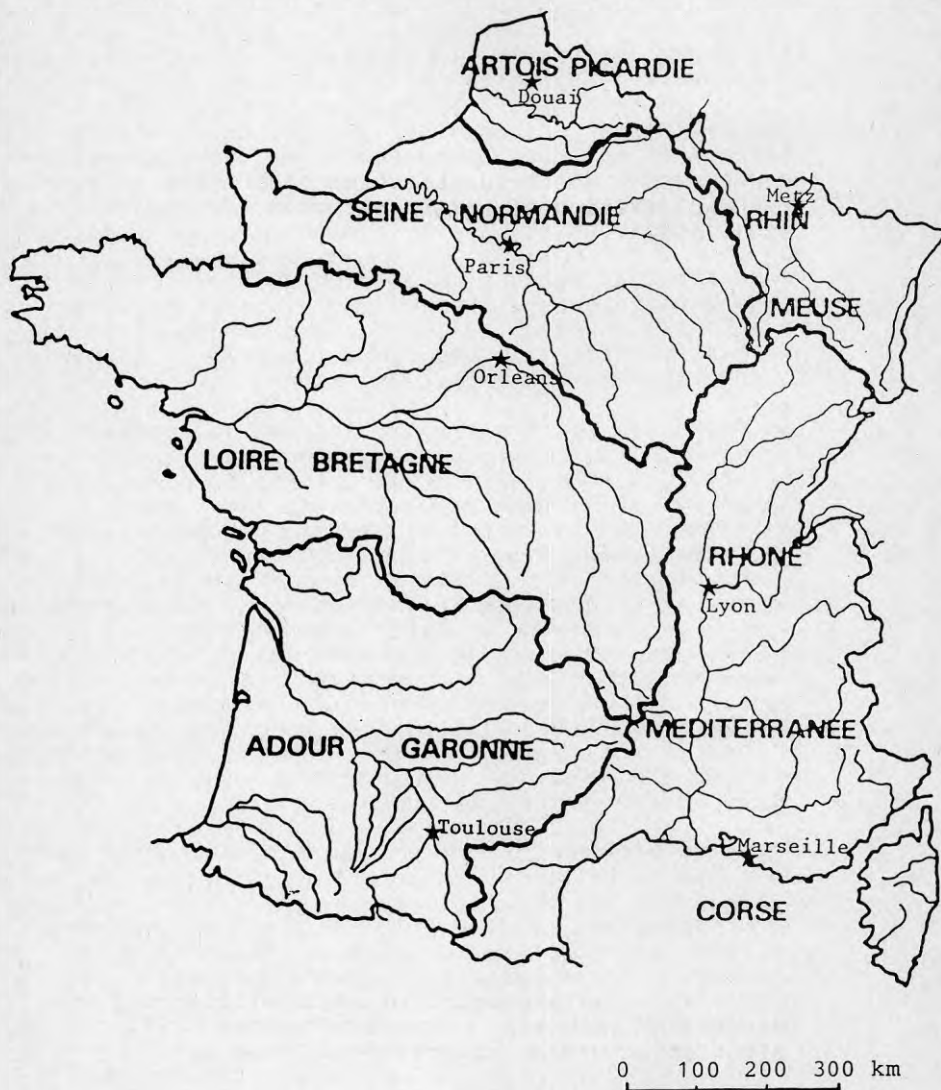 ARTOIS PICARDIE
Douai
Metz
SEINE NORMANDIE
RHIN
Paris
MEUSE
Orleans
LOIRE BRETAGNE
RHONE
Lyon
MEDITERRANEE
ADOUR GARONNE
Toulouse
Marseille
CORSE
0 100 200 300 km